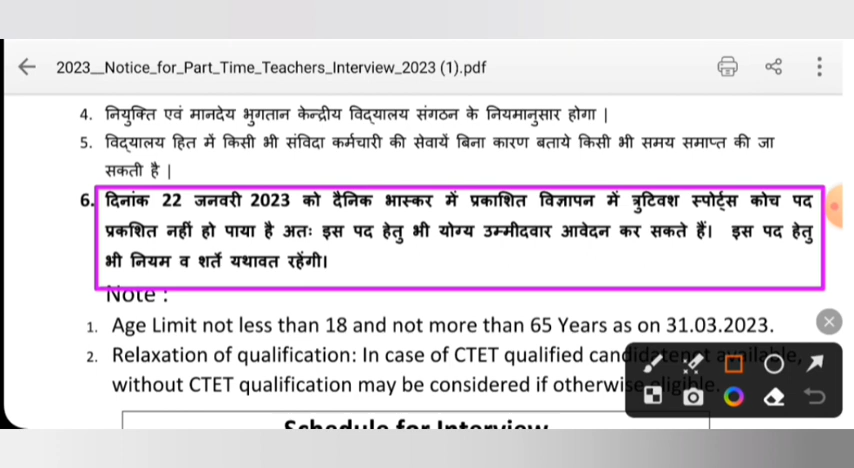 2023__Notice_for_Part_Time_Teachers_Interview_2023 (1).pdf
4. नियुक्ति एवं मानदेय भुगतान केन्द्रीय विद्यालय संगठन के नियमानुसार होगा |
5. विद्यालय हित में किसी भी संविदा कर्मचारी की सेवायें बिना कारण बताये किसी भी समय समाप्त की जा
सकती है |
6. दिनांक 22 जनवरी 2023 को दैनिक भास्कर में प्रकाशित विज्ञापन में त्रुटिवश स्पोर्ट्स कोच पद
प्रकशित नहीं हो पाया है अतः इस पद हेतु भी योग्य उम्मीदवार आवेदन कर सकते हैं। इस पद हेतु
भी नियम व शर्ते यथावत रहेंगी।
Note :
1. Age Limit not less than 18 and not more than 65 Years as on 31.03.2023.
2. Relaxation of qualification: In case of CTET qualified candidate not available,
without CTET qualification may be considered if otherwise eligible.
Schedule for Interview